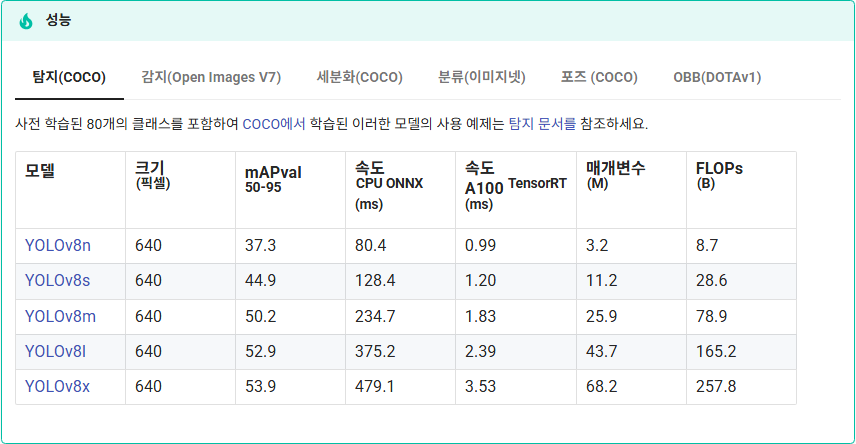 성능
탐지(COCO) 감지(Open Images V7) 세분화(COCO) 분류(이미지넷) 포즈 (COCO) OBB(DOTAv1)
사전 학습된 80개의 클래스를 포함하여 COCO에서 학습된 이러한 모델의 사용 예제는 탐지 문서를 참조하세요.
모델 크기 (픽셀) mAPval 50-95 속도 CPU ONNX (ms) 속도 A100 TensorRT (ms) 매개변수 (M) FLOPs (B)
YOLOv8n 640 37.3 80.4 0.99 3.2 8.7
YOLOv8s 640 44.9 128.4 1.20 11.2 28.6
YOLOv8m 640 50.2 234.7 1.83 25.9 78.9
YOLOv8l 640 52.9 375.2 2.39 43.7 165.2
YOLOv8x 640 53.9 479.1 3.53 68.2 257.8